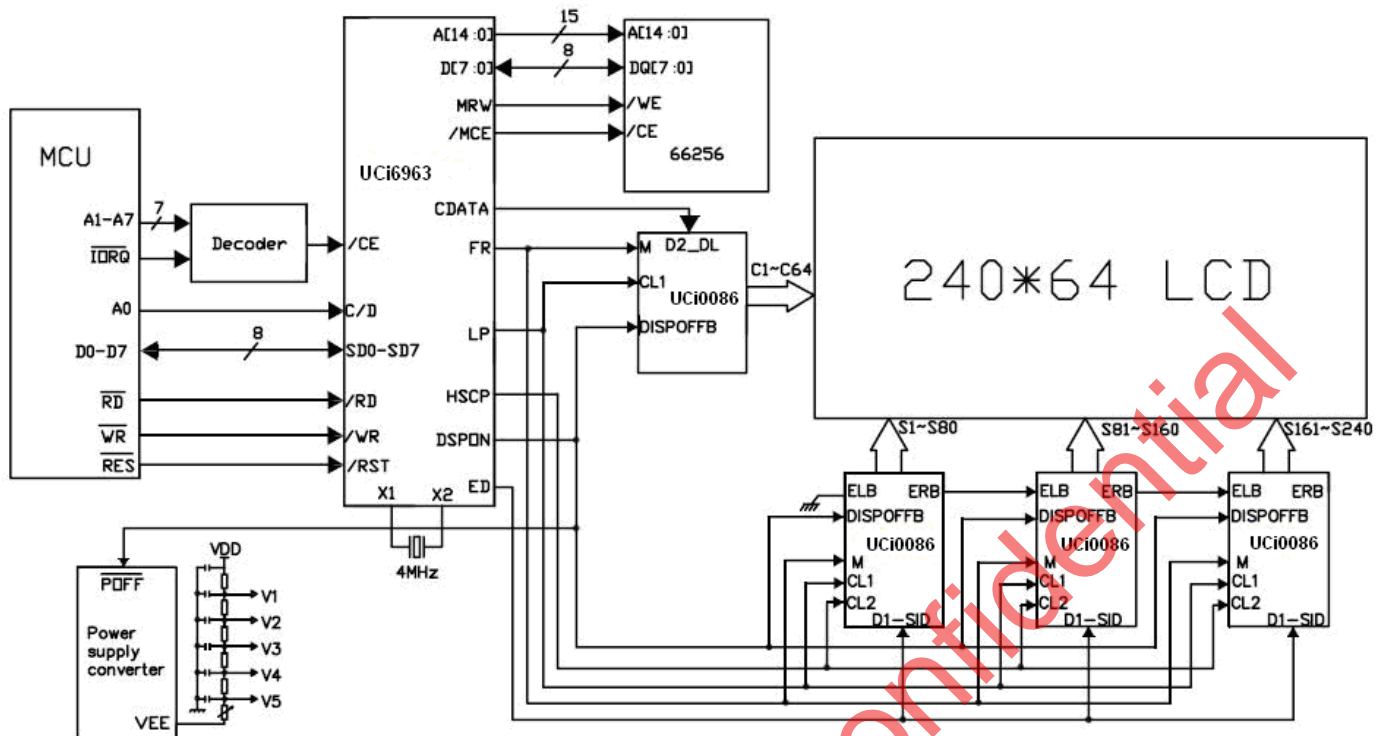 MCU
A1-A7
7
IORQ
A0
D0-D7
8
RD
WR
RES
Decoder
UCi6963
/CE
C/D
SD0-SD7
/RD
/WR
/RST
X1
X2
4MHz
A[14:0]
D[7:0]
MRW
/MCE
CDATA
FR
LP
HSCP
DSPON
ED
15
8
A[14:0]
DQ[7:0]
/WE
/CE
66256
D2_DL
M
CL1
UCi0086
DISPOFFB
C1~C64
240*64 LCD
S1~S80
S81~S160
S161~S240
ELB ERB
DISPOFFB
UCi0086
M
CL1
CL2
D1-SID
ELB ERB
DISPOFFB
UCi0086
M
CL1
CL2
D1-SID
ELB ERB
DISPOFFB
UCi0086
M
CL1
CL2
D1-SID
POFF
Power
supply
converter
VEE
VDD
V1
V2
V3
V4
V5
onfidential